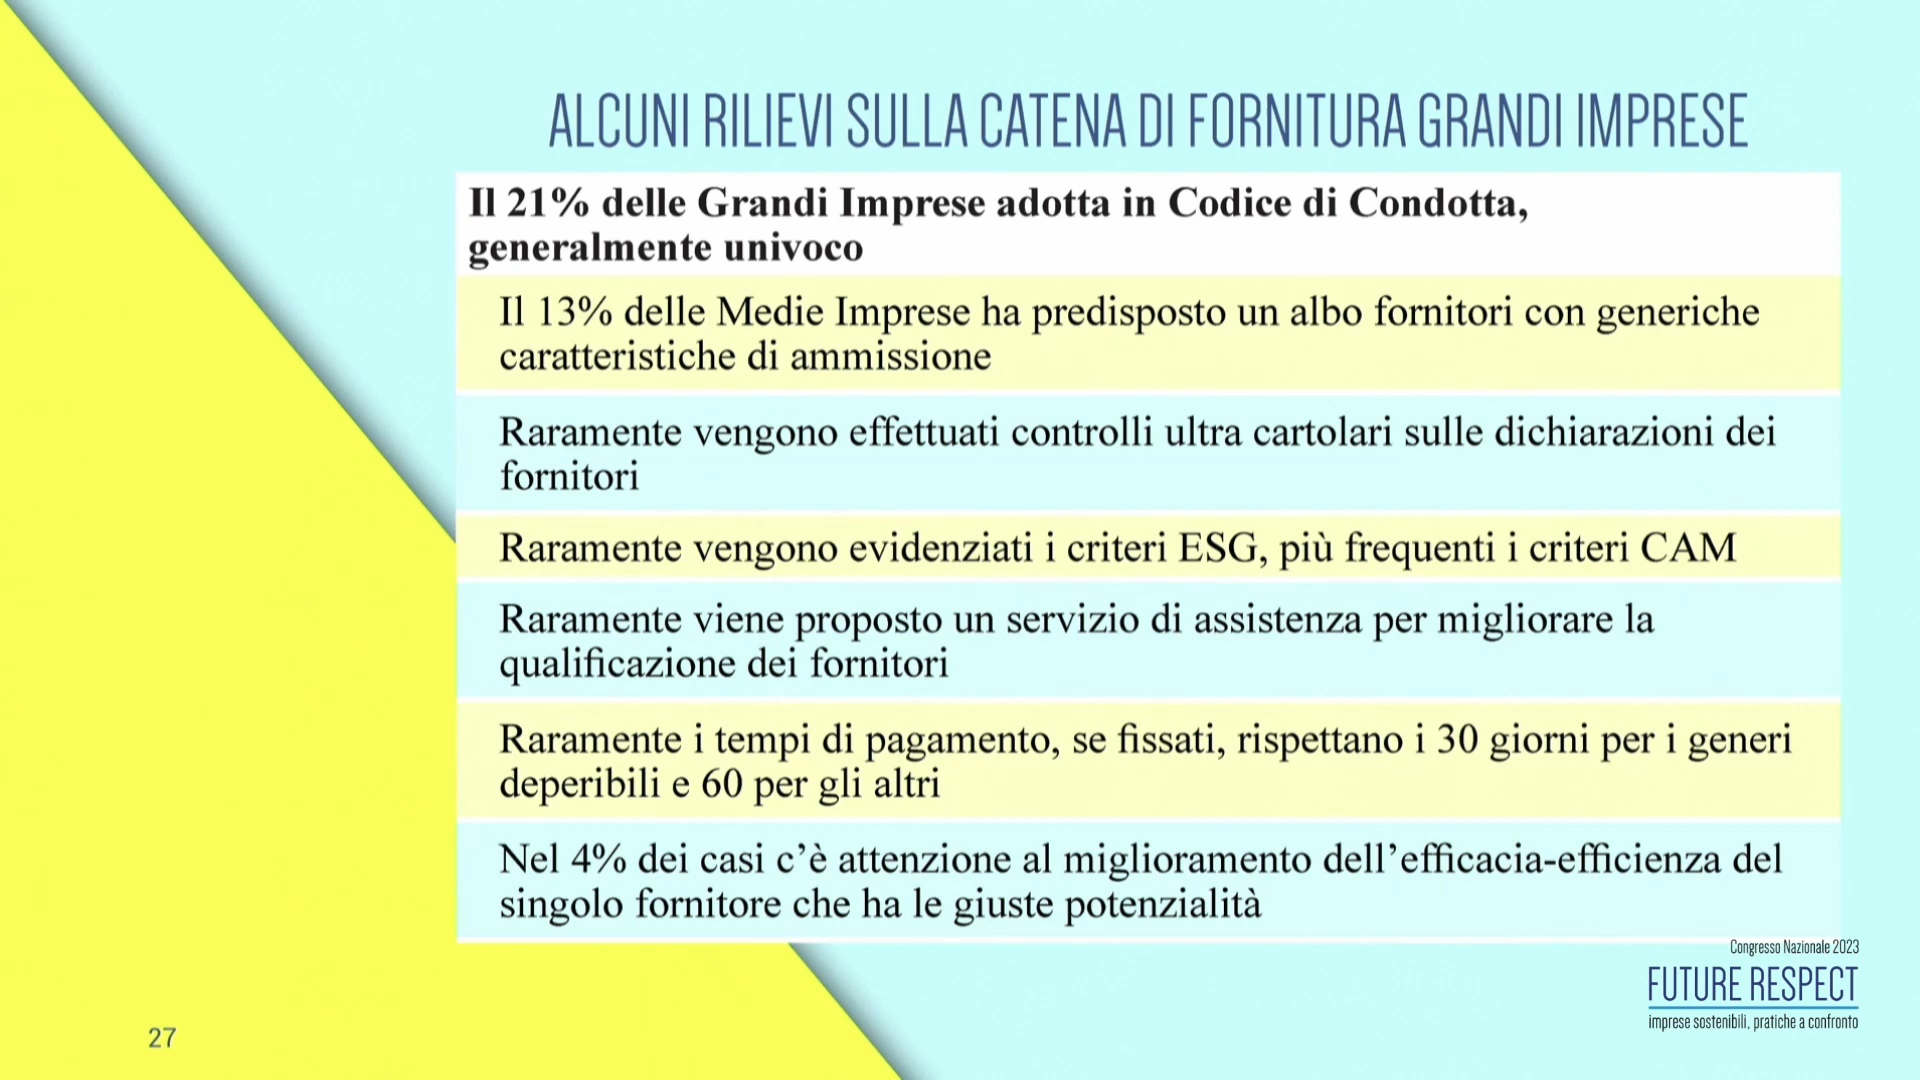 ALCUNI RILIEVI SULLA CATENA DI FORNITURA GRANDI IMPRESE
Il 21% delle Grandi Imprese adotta in Codice di Condotta,
generalmente univoco
Il 13% delle Medie Imprese ha predisposto un albo fornitori con generiche
caratteristiche di ammissione
Raramente vengono effettuati controlli ultra cartolari sulle dichiarazioni dei
fornitori
Raramente vengono evidenziati i criteri ESG, più frequenti i criteri CAM
Raramente viene proposto un servizio di assistenza per migliorare la
qualificazione dei fornitori
Raramente i tempi di pagamento, se fissati, rispettano i 30 giorni per i generi
deperibili e 60 per gli altri
Nel 4% dei casi c’è attenzione al miglioramento dell’efficacia-efficienza del
singolo fornitore che ha le giuste potenzialità
Congresso Nazionale 2023
FUTURE RESPECT
imprese sostenibili, pratiche a confronto
27